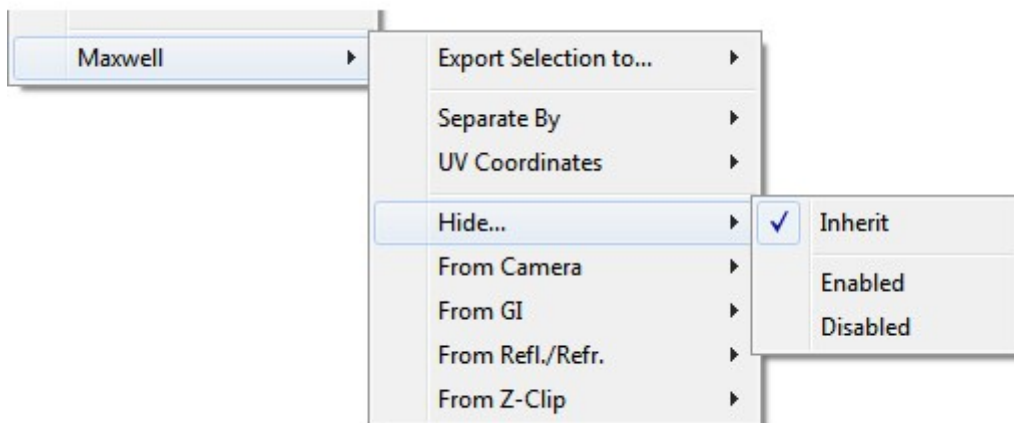 Maxwell
Export Selection to...
Separate By
UV Coordinates
Hide...
From Camera
From GI
From Refl./Refr.
From Z-Clip
Inherit
Enabled
Disabled